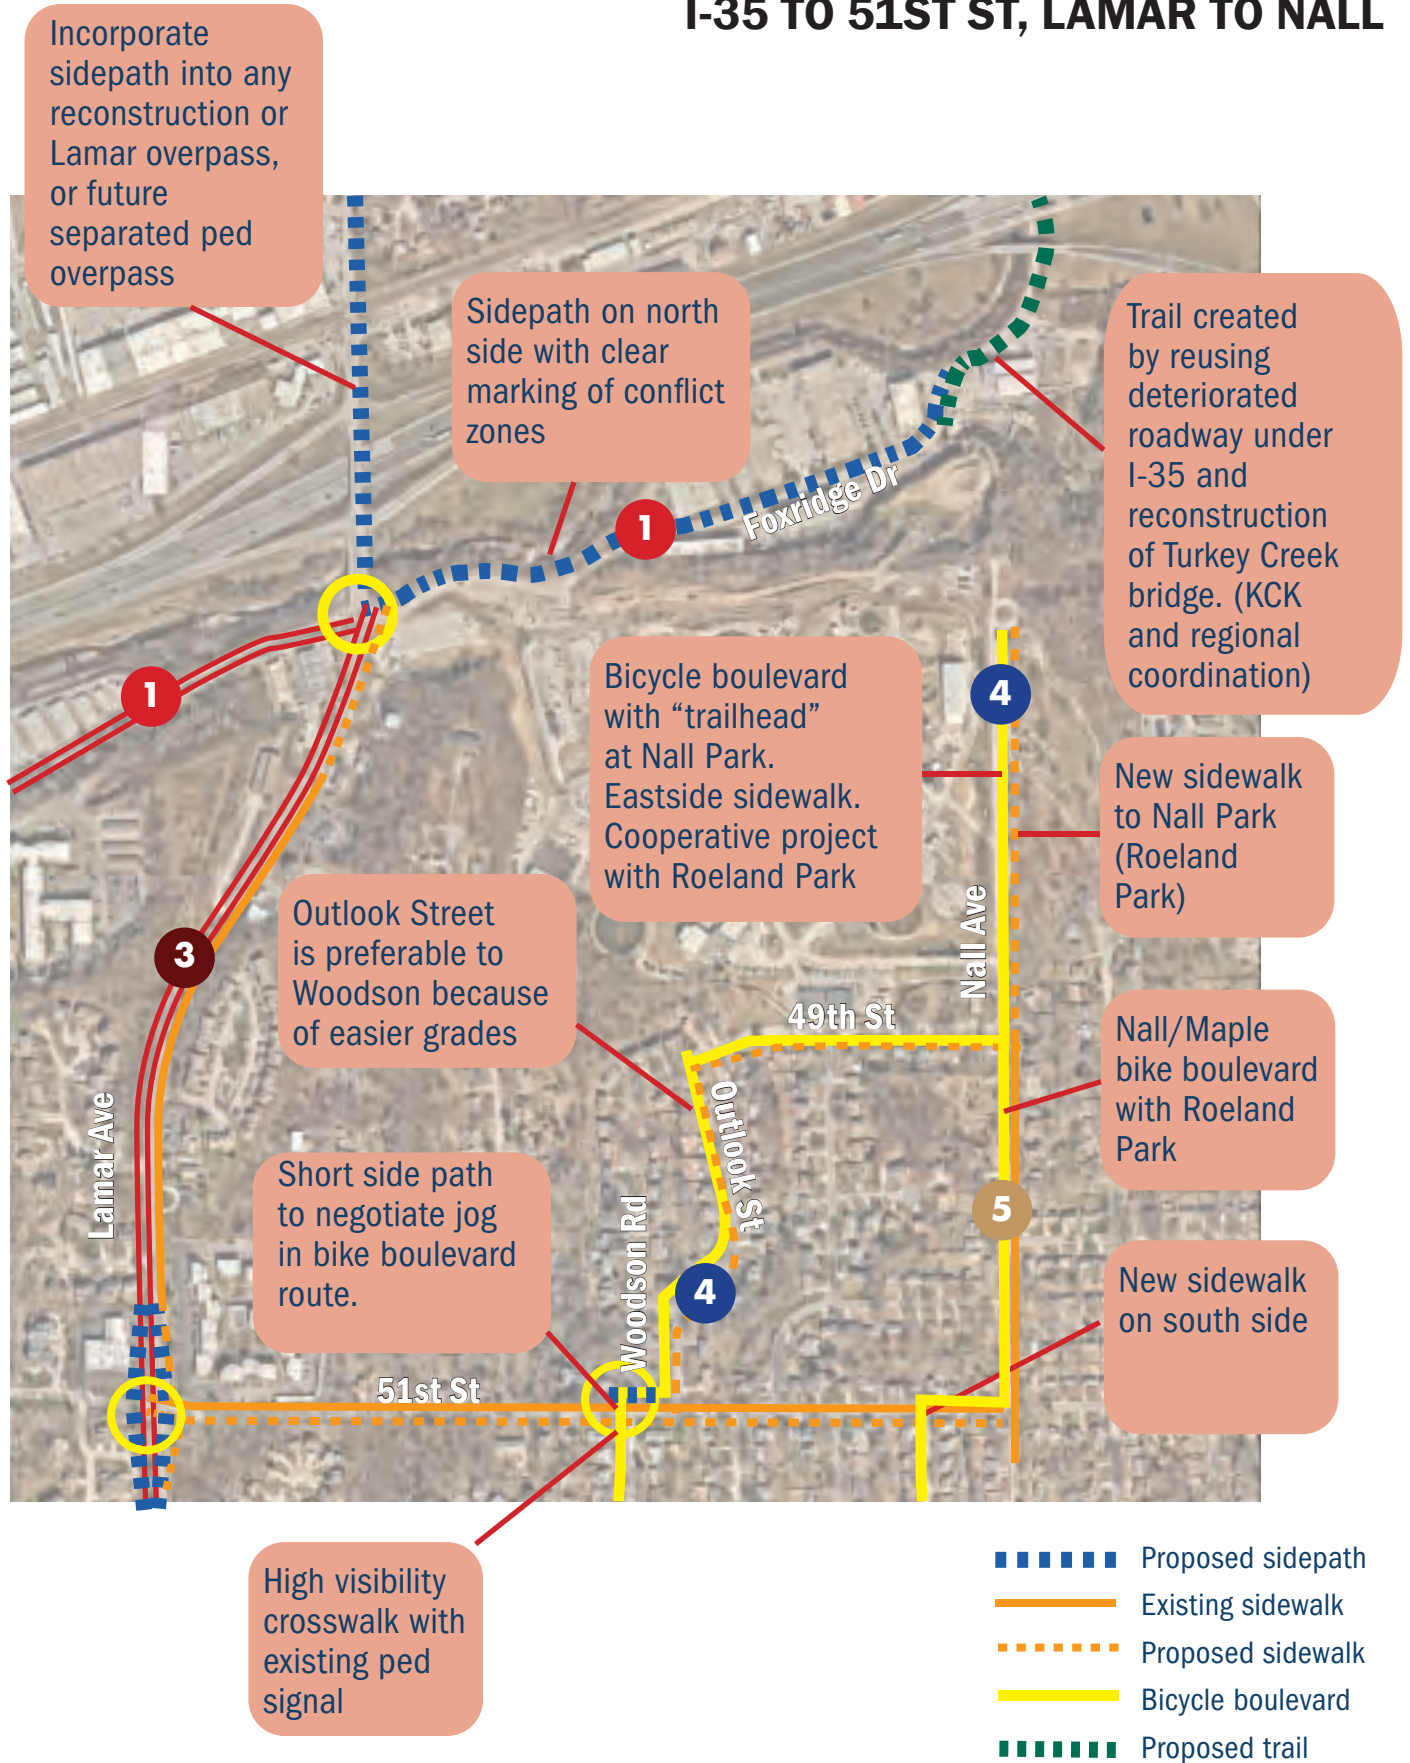 I-35 TO 51ST ST, LAMAR TO NALL
Incorporate
sidepath into any
reconstruction or
Lamar overpass,
or future
separated ped
overpass
Sidepath on north
side with clear
marking of conflict
zones
Trail created
by reusing
deteriorated
roadway under
I-35 and
reconstruction
of Turkey Creek
bridge. (KCK
and regional
coordination)
1
Foxridge Dr
1
Bicycle boulevard
with “trailhead”
at Nall Park.
Eastside sidewalk.
Cooperative project
with Roeland Park
4
New sidewalk
to Nall Park
(Roeland
Park)
Outlook Street
is preferable to
Woodson because
of easier grades
3
Nall Ave
49th St
Nall/Maple
bike boulevard
with Roeland
Park
Lamar Ave
Outlook St
Short side path
to negotiate jog
in bike boulevard
route.
Woodson Rd
5
4
New sidewalk
on south side
51st St
High visibility
crosswalk with
existing ped
signal
Proposed sidepath
Existing sidewalk
Proposed sidewalk
Bicycle boulevard
Proposed trail